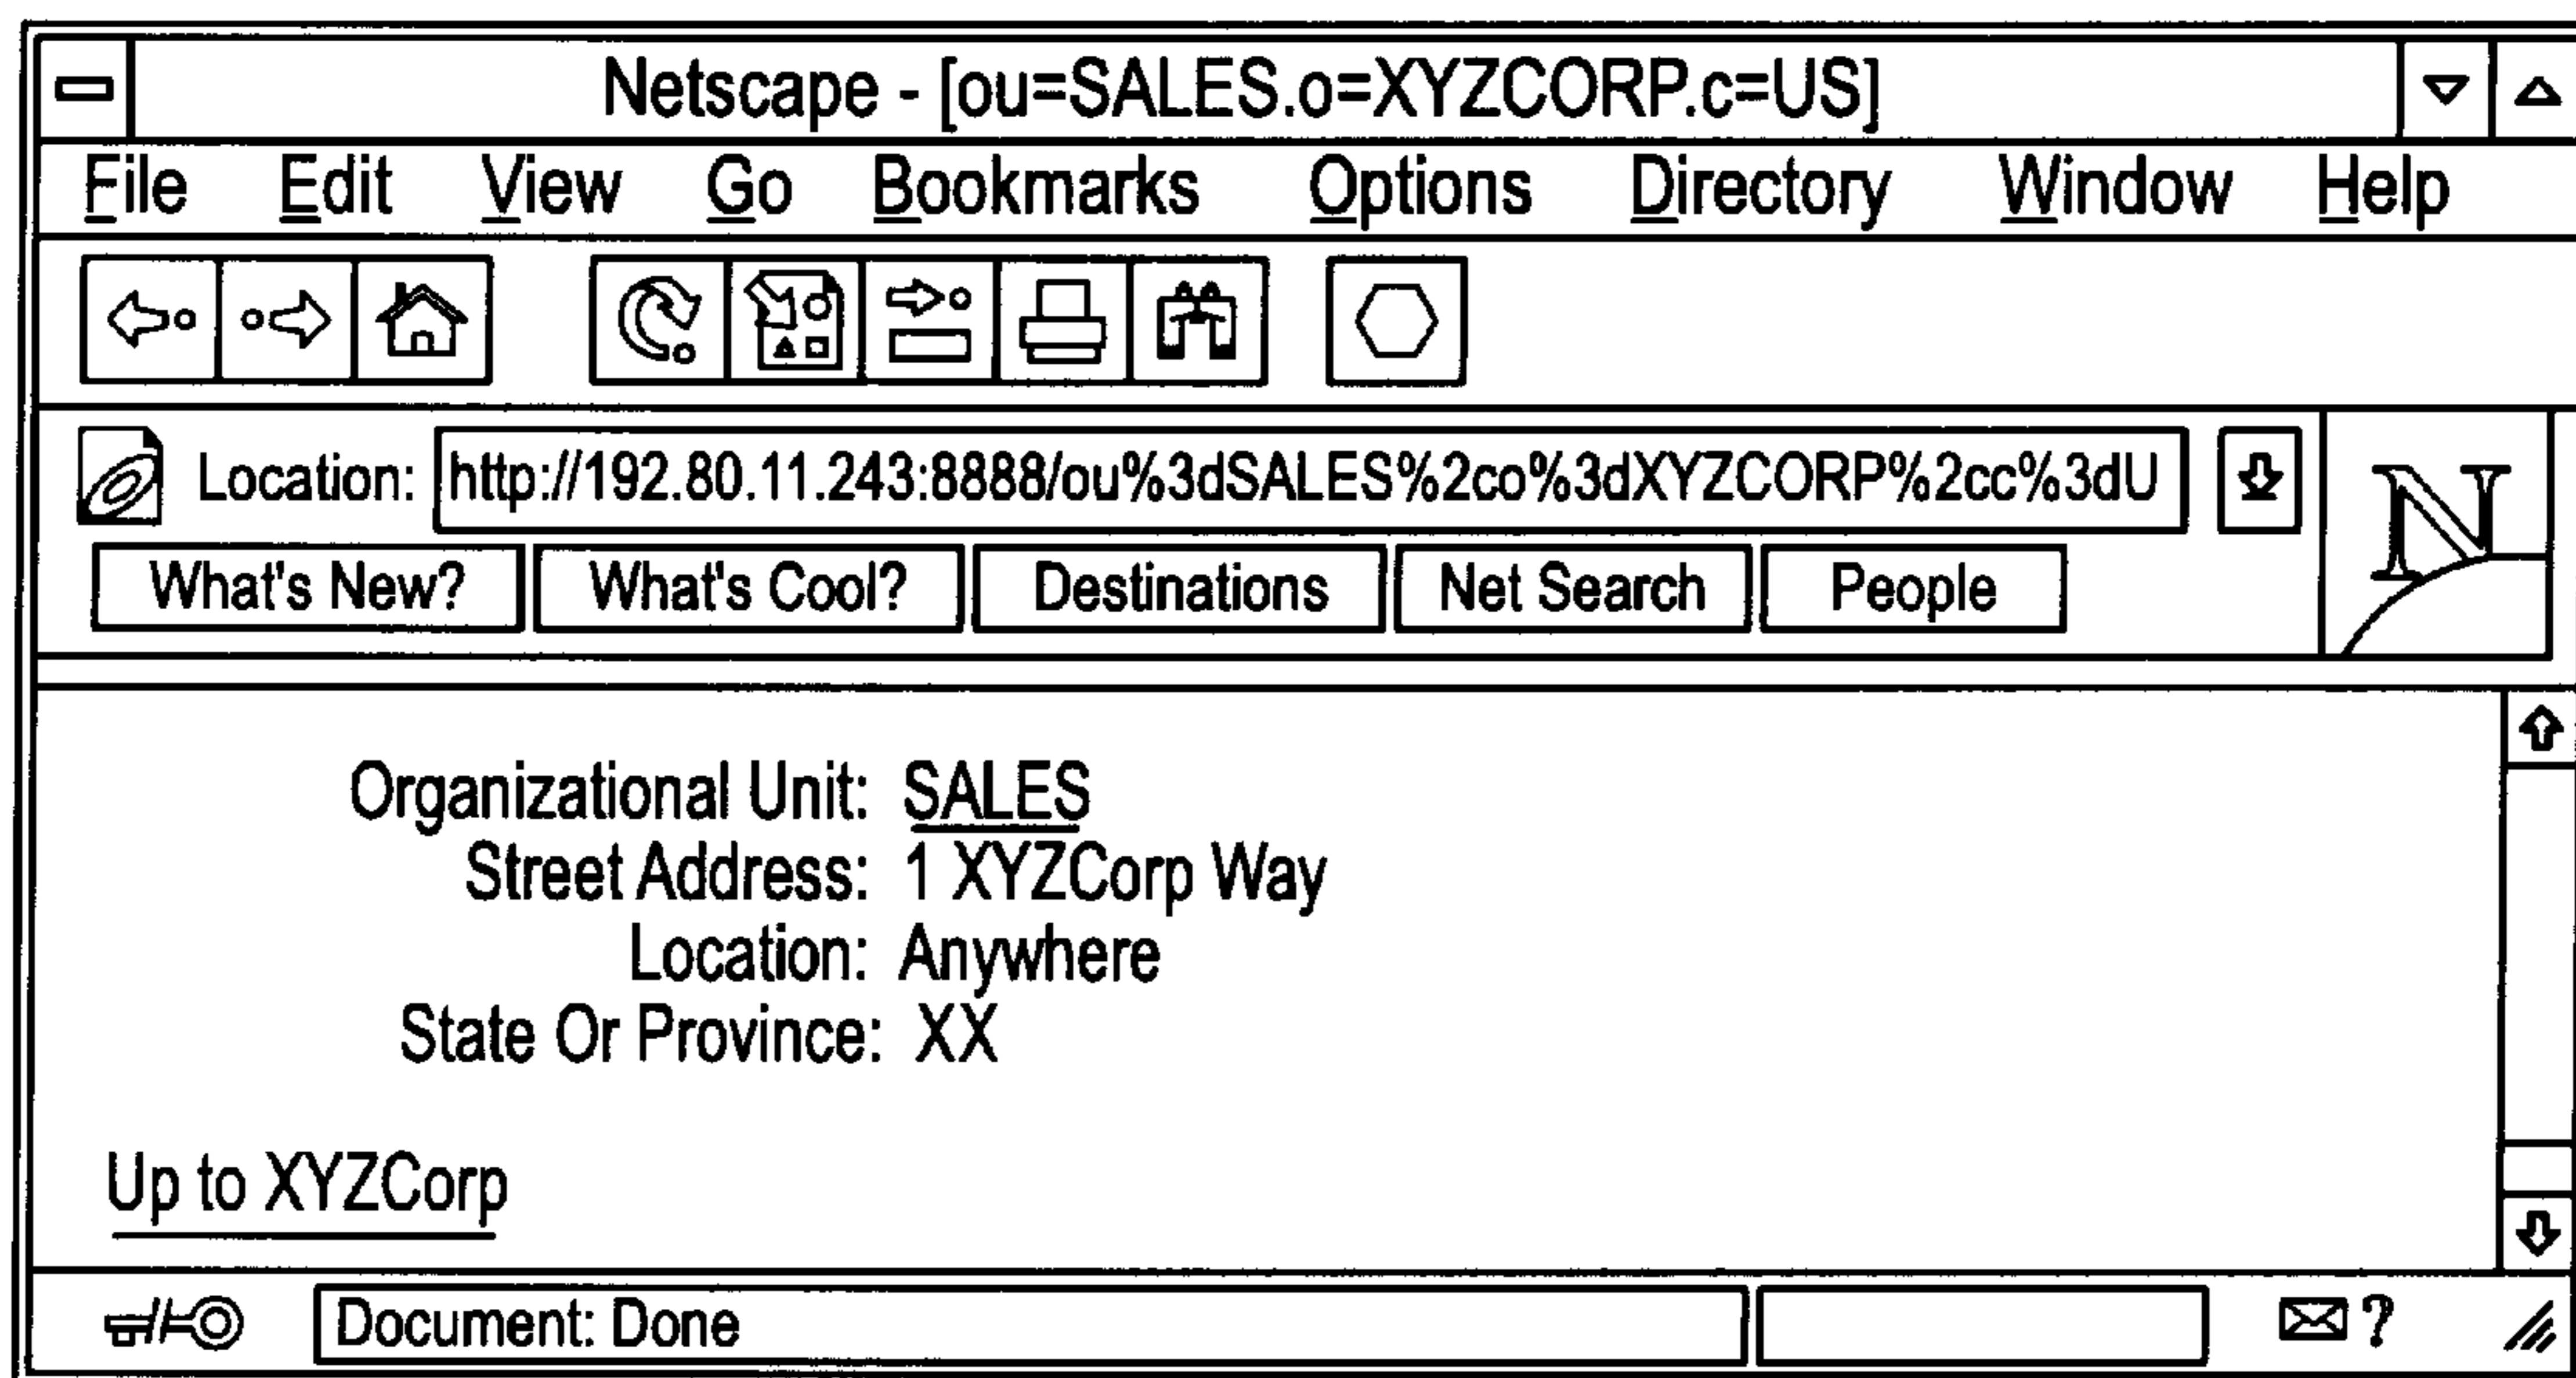 Netscape - [ou=SALES.o=XYZCORP.c=US]
File Edit View Go Bookmarks Options Directory Window Help
Location: http://192.80.11.243:8888/ou%3dSALES%2co%3dXYZCORP%2cc%3dU
N
What's New? What's Cool? Destinations Net Search People
Organizational Unit: SALES
Street Address: 1 XYZCorp Way
Location: Anywhere
State Or Province: XX
Up to XYZCorp
Document: Done ?